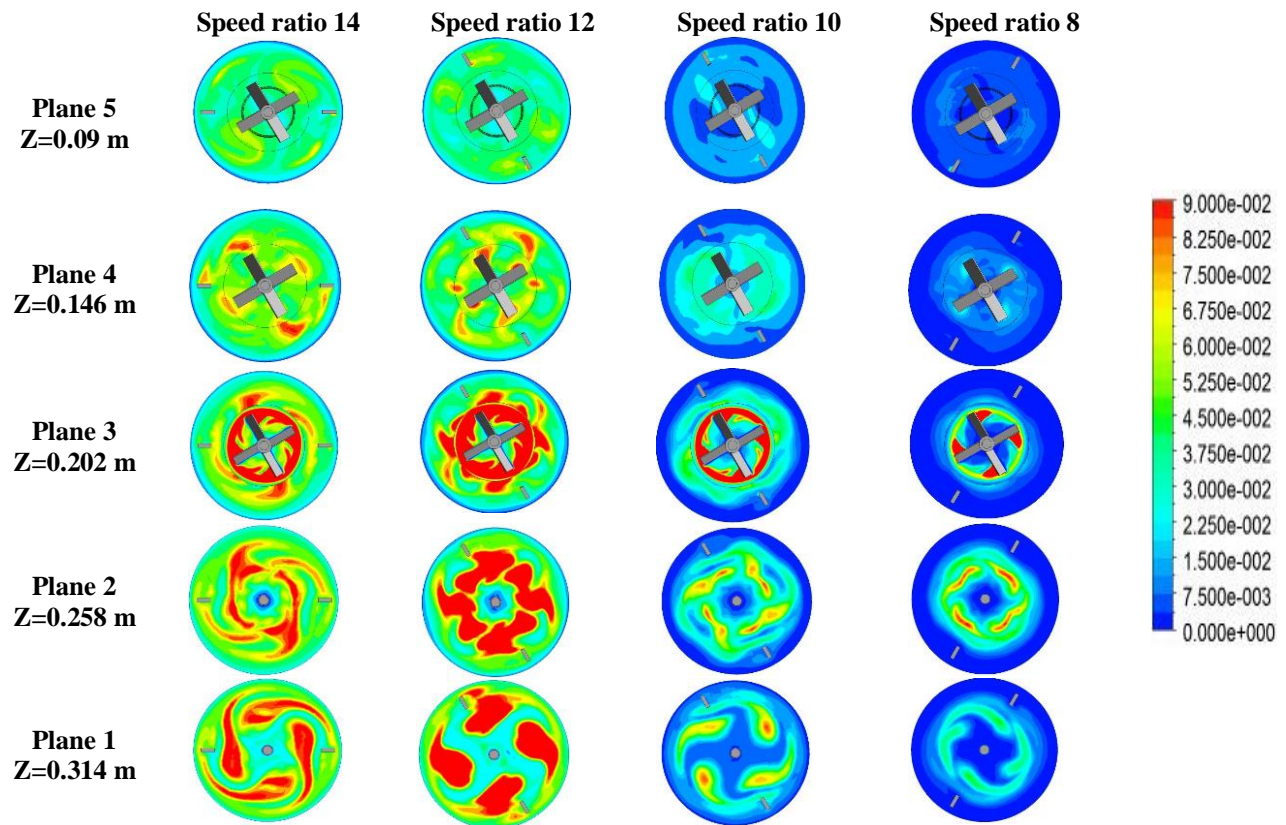 Speed ratio 14 Speed ratio 12 Speed ratio 10 Speed ratio 8
Plane 5
Z=0.09 m
Plane 4
Z=0.146 m
Plane 3
Z=0.202 m
Plane 2
Z=0.258 m
Plane 1
Z=0.314 m
9.000e-002
8.250e-002
7.500e-002
6.750e-002
6.000e-002
5.250e-002
4.500e-002
3.750e-002
3.000e-002
2.250e-002
1.500e-002
7.500e-003
0.000e+000